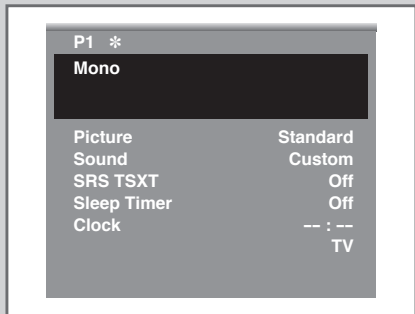 P1 ✻
Mono
Picture Standard
Sound Custom
SRS TSXT Off
Sleep Timer Off
Clock -- : --
TV